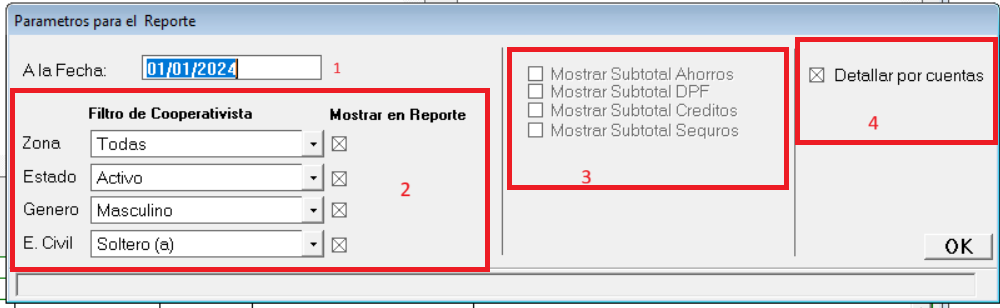 Parametros para el Reporte
A la Fecha: 01/01/2024 1
Filtro de Cooperativista Mostrar en Reporte
Zona Todas
Estado Activo
Genero Masculino
E. Civil Soltero (a)
2
Mostrar Subtotal Ahorros
Mostrar Subtotal DPF
Mostrar Subtotal Creditos
Mostrar Subtotal Sequros
3
Detallar por cuentas
4
OK